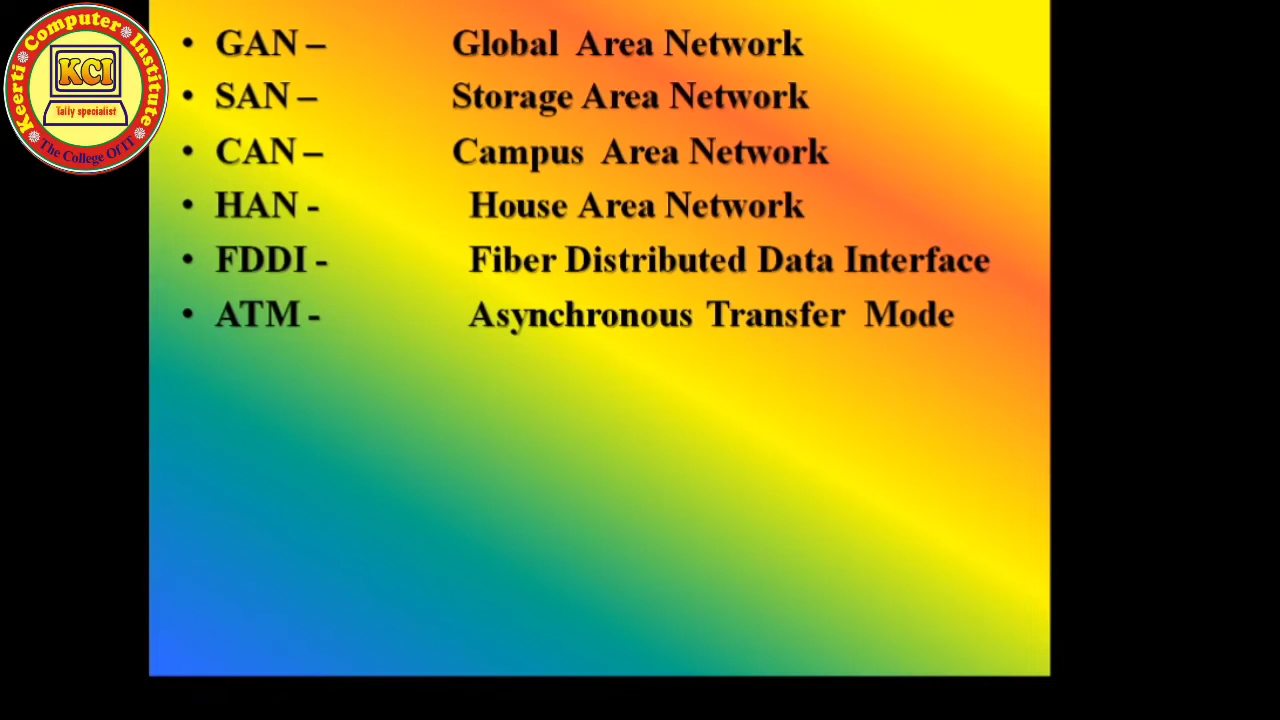 Keerti Computer Institute
KCI
Tally specialist
The College Of IT
• GAN – Global Area Network
• SAN – Storage Area Network
• CAN – Campus Area Network
• HAN - House Area Network
• FDDI - Fiber Distributed Data Interface
• ATM - Asynchronous Transfer Mode